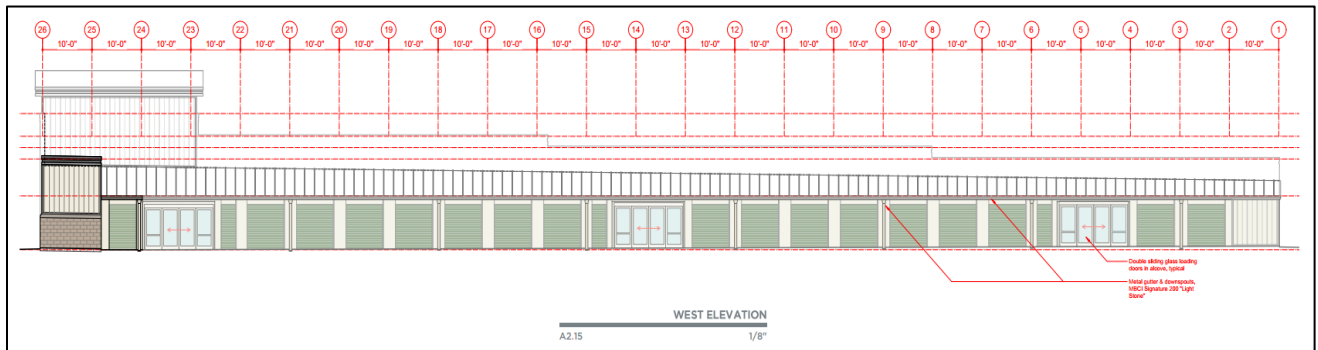 26 25 24 23 22 21 20 19 18 17 16 15 14 13 12 11 10 9 8 7 6 5 4 3 2 1
10'-0" 10'-0" 10'-0" 10'-0" 10'-0" 10'-0" 10'-0" 10'-0" 10'-0" 10'-0" 10'-0" 10'-0" 10'-0" 10'-0" 10'-0" 10'-0" 10'-0" 10'-0" 10'-0" 10'-0" 10'-0" 10'-0" 10'-0" 10'-0" 10'-0"
Double sliding glass loading
doors in alcove, typical
Metal gutter & downspouts,
MBCI Signature 200 "Light
Stone"
WEST ELEVATION
A2.15 1/8"